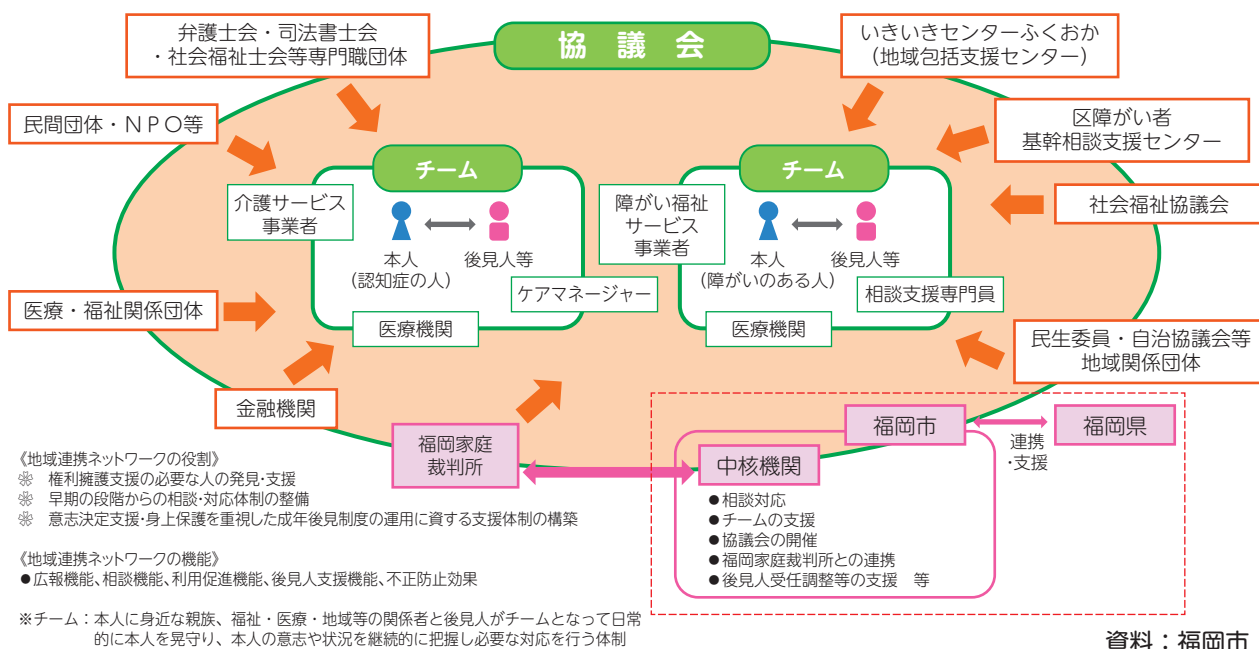 弁護士会・司法書士会
・社会福祉士会等専門職団体
協議会
いきいきセンターふくおか
（地域包括支援センター）
民間団体・ＮＰＯ等
区障がい者
基幹相談支援センター
社会福祉協議会
チーム
介護サービス
事業者
本人
（認知症の人）
後見人等
ケアマネージャー
医療機関
チーム
障がい福祉
サービス
事業者
本人
（障がいのある人）
後見人等
相談支援専門員
医療機関
医療・福祉関係団体
民生委員・自治協議会等
地域関係団体
金融機関
福岡家庭
裁判所
福岡市
連携
・支援
福岡県
中核機関
●相談対応
●チームの支援
●協議会の開催
●福岡家庭裁判所との連携
●後見人受任調整等の支援　等
《地域連携ネットワークの役割》
❀　権利擁護支援の必要な人の発見・支援
❀　早期の段階からの相談・対応体制の整備
❀　意志決定支援・身上保護を重視した成年後見制度の運用に資する支援体制の構築
《地域連携ネットワークの機能》
●広報機能、相談機能、利用促進機能、後見人支援機能、不正防止効果
※チーム：本人に身近な親族、福祉・医療・地域等の関係者と後見人がチームとなって日常
的に本人を見守り、本人の意志や状況を継続的に把握し必要な対応を行う体制
資料：福岡市